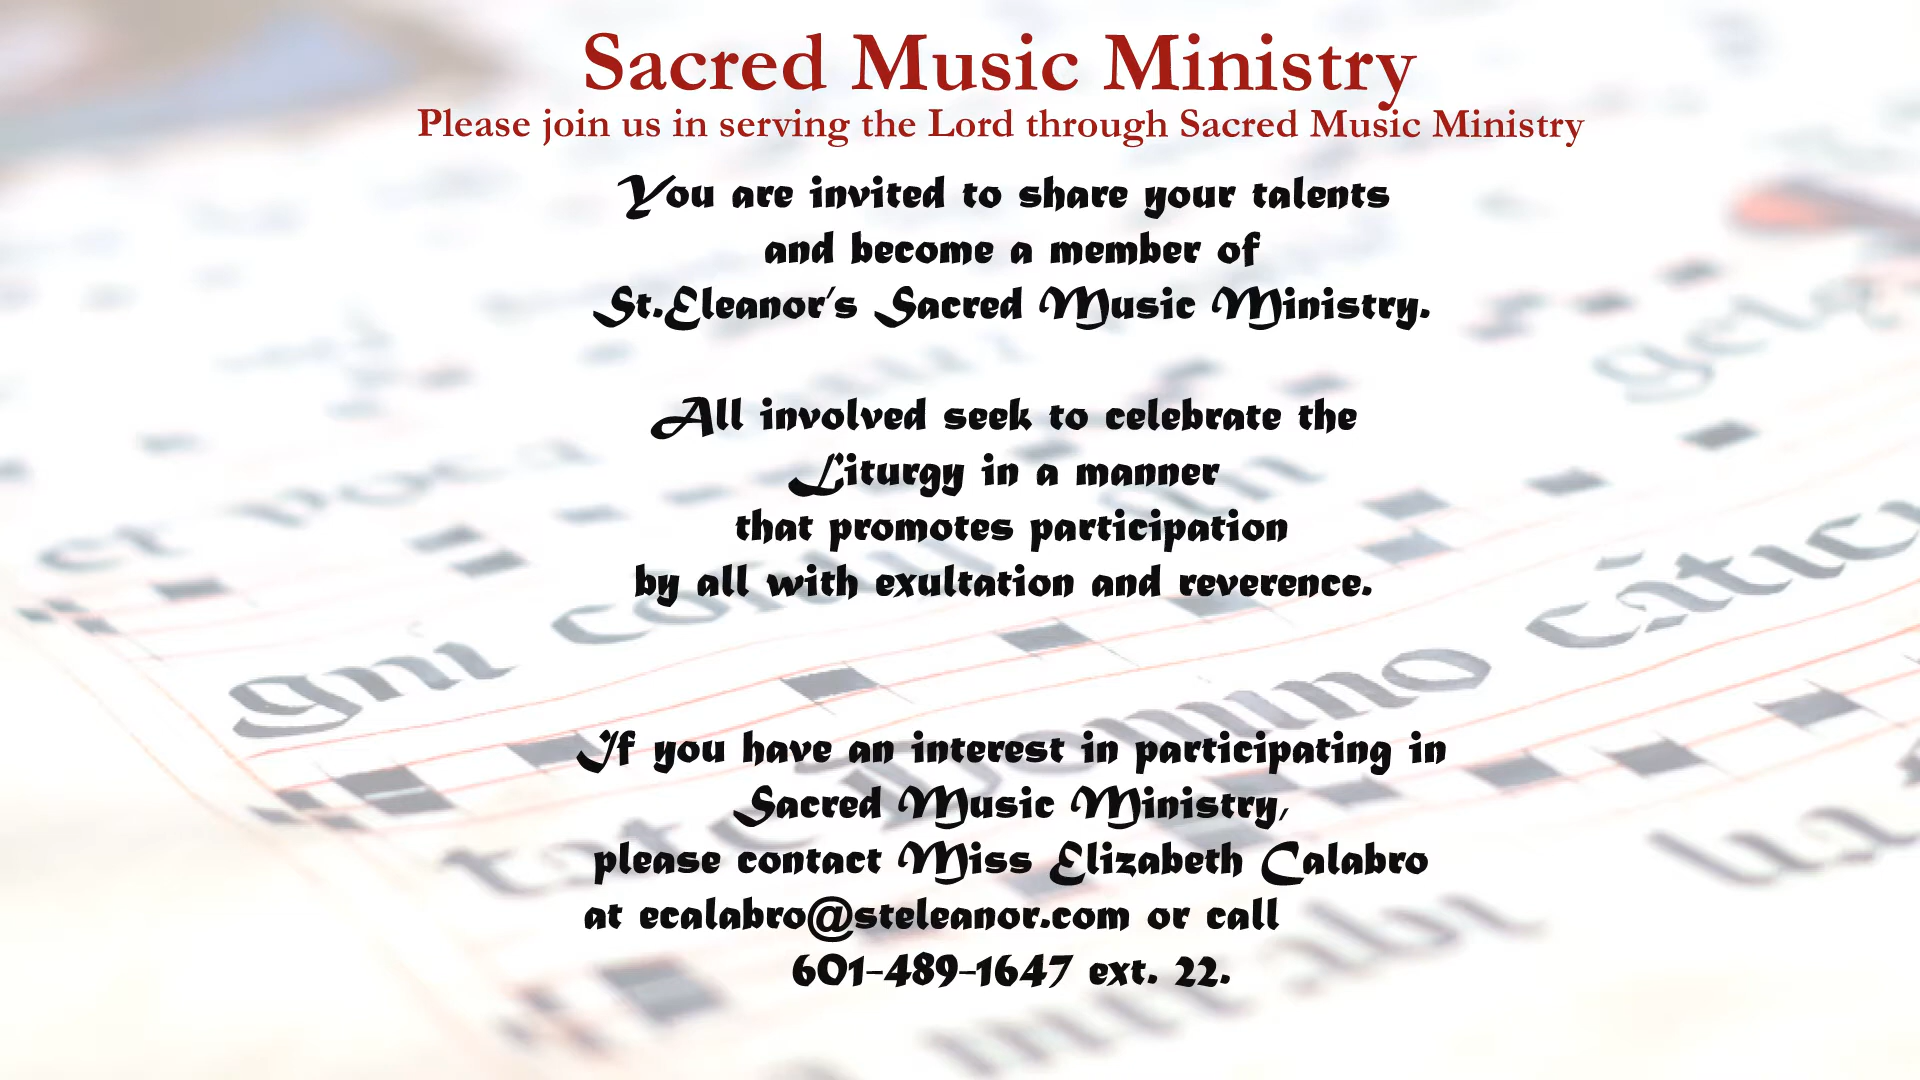 Sacred Music Ministry
Please join us in serving the Lord through Sacred Music Ministry
You are invited to share your talents
and become a member of
St.Eleanor's Sacred Music Ministry.
All involved seek to celebrate the
Liturgy in a manner
that promotes participation
by all with exultation and reverence.
If you have an interest in participating in
Sacred Music Ministry,
please contact Miss Elizabeth Calabro
at ecalabro@steleanor.com or call
601-489-1647 ext. 22.
et
gni
Domino